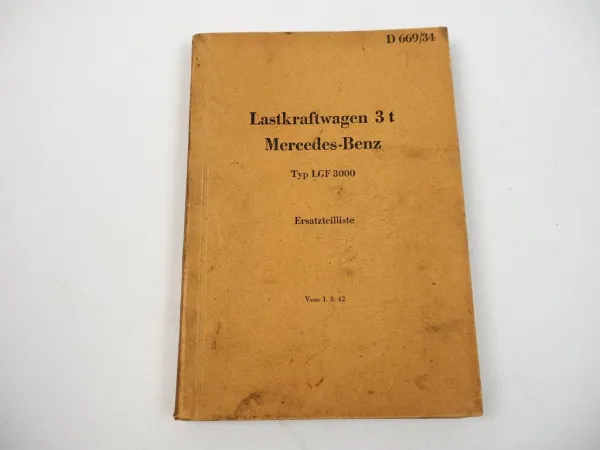 D 669/34
Lastkraftwagen 3 t
Mercedes-Benz
Typ LGF 3000
Ersatzteilliste
Vom 1. 8. 42